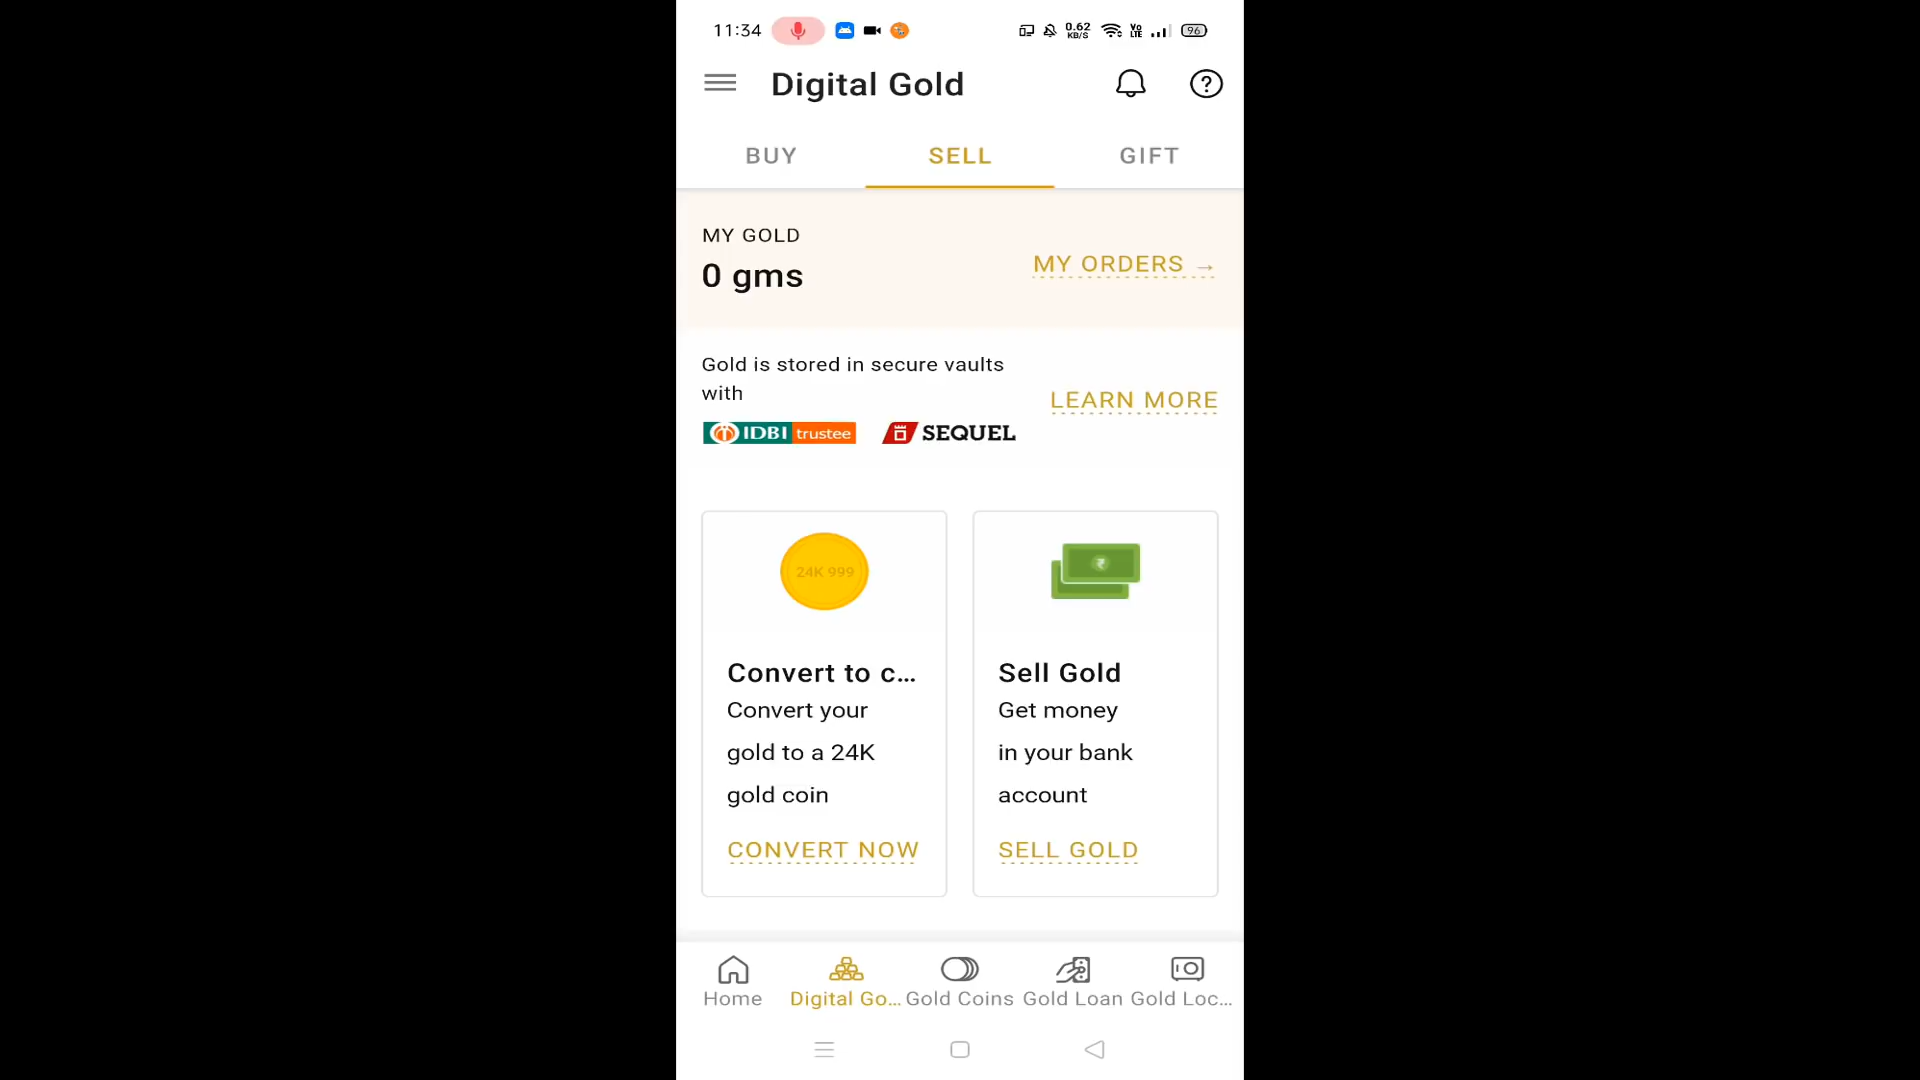 11:34
0.62
KB/S
Vo
LTE
96
Digital Gold
BUY SELL GIFT
MY GOLD
0 gms
MY ORDERS →
Gold is stored in secure vaults
with
LEARN MORE
IDBI trustee
SEQUEL
24K 999
₹
Convert to c...
Convert your
gold to a 24K
gold coin
CONVERT NOW
Sell Gold
Get money
in your bank
account
SELL GOLD
Home Digital Go... Gold Coins Gold Loan Gold Loc...